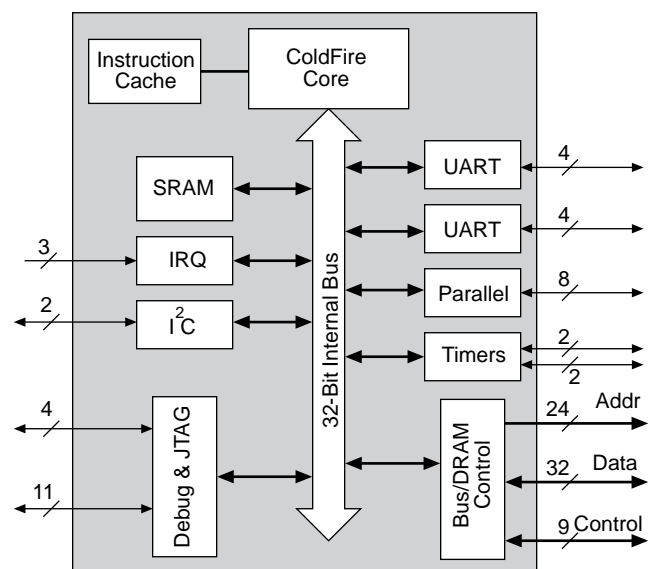 Instruction
Cache
ColdFire
Core
SRAM
UART
4
UART
4
3
IRQ
Parallel
8
2
I2C
Timers
2
2
32-Bit Internal Bus
4
11
Debug & JTAG
Bus/DRAM
Control
24
Addr
32
Data
9
Control